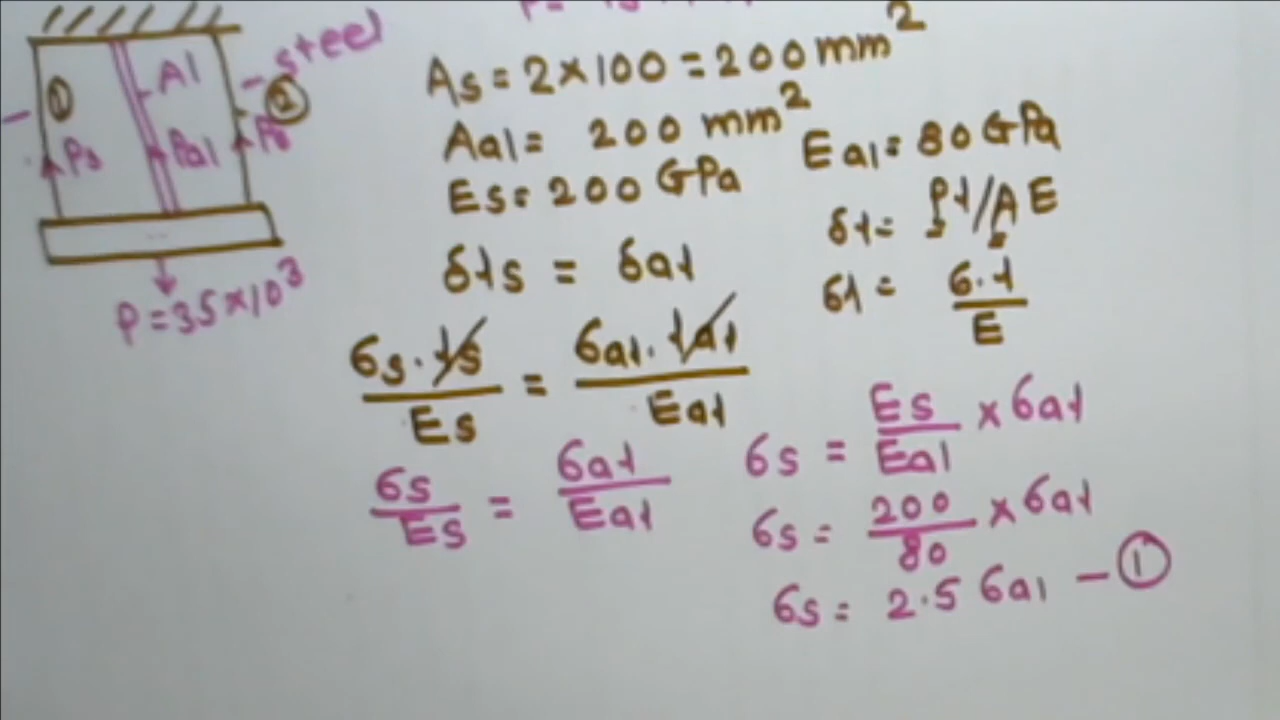 steel
① Al ②
Ps Pal Ps
P = 35×10³
As = 2×100 = 200 mm²
Aal = 200 mm²
Eal = 80 GPa
Es = 200 GPa
δls = δal
δl = Pl/AE
σl = σ.l/E
σs.ls/Es = σal.lal/Eal
σs/Es = σal/Eal
σs = Es/Eal × σal
σs = 200/80 × σal
σs = 2.5 σal - ①